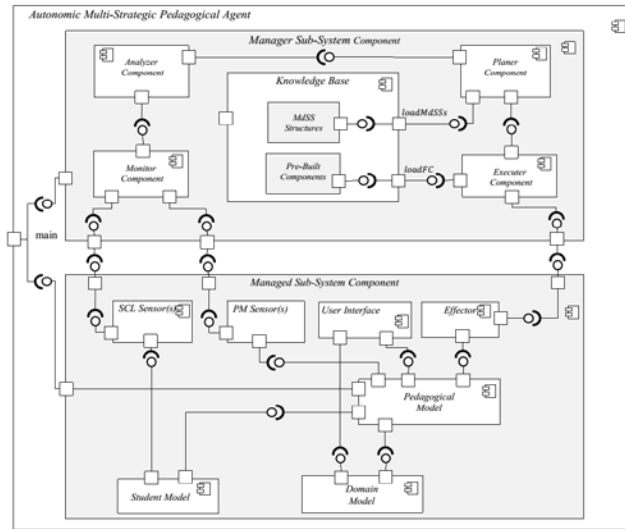 Autonomic Multi-Strategic Pedagogical Agent
Manager Sub-System Component
Analyzer
Component
Planer
Component
Knowledge Base
MdSS
Structures
loadMdSSs
Pre-Built
Components
loadFC
Monitor
Component
Executer
Component
main
Managed Sub-System Component
SCL Sensor(s)
PM Sensor(s)
User Interface
Effector
Pedagogical
Model
Student Model
Domain
Model